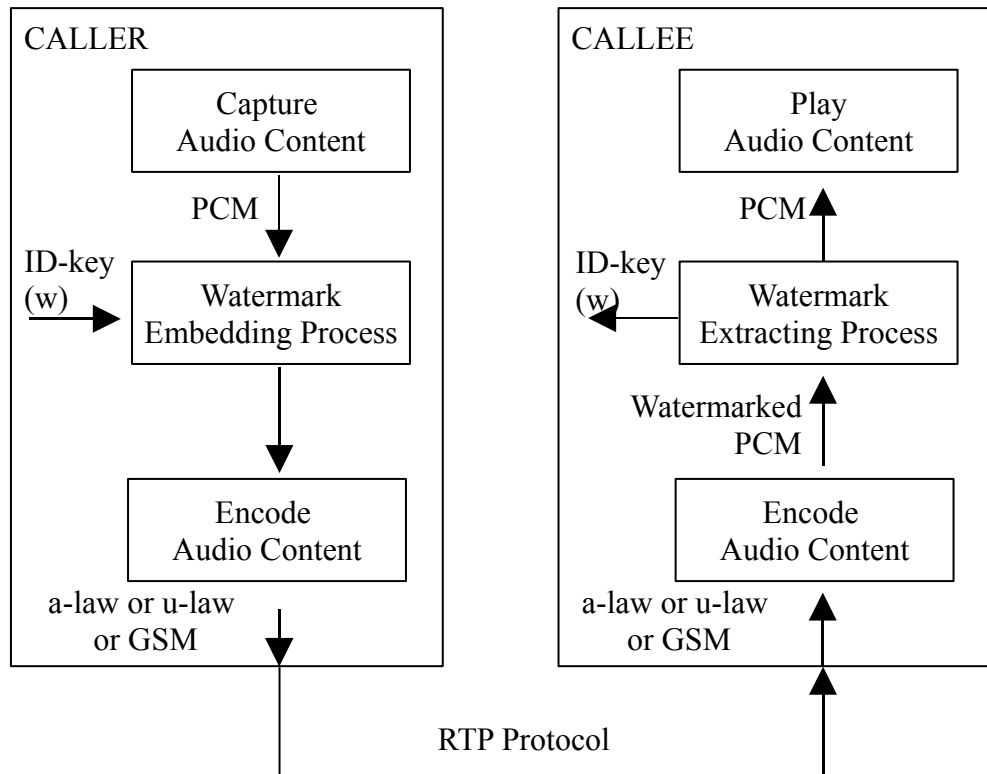 CALLER
Capture
Audio Content
PCM
ID-key
(w)
Watermark
Embedding Process
Encode
Audio Content
a-law or u-law
or GSM
CALLEE
Play
Audio Content
PCM
ID-key
(w)
Watermark
Extracting Process
Watermarked
PCM
Encode
Audio Content
a-law or u-law
or GSM
RTP Protocol